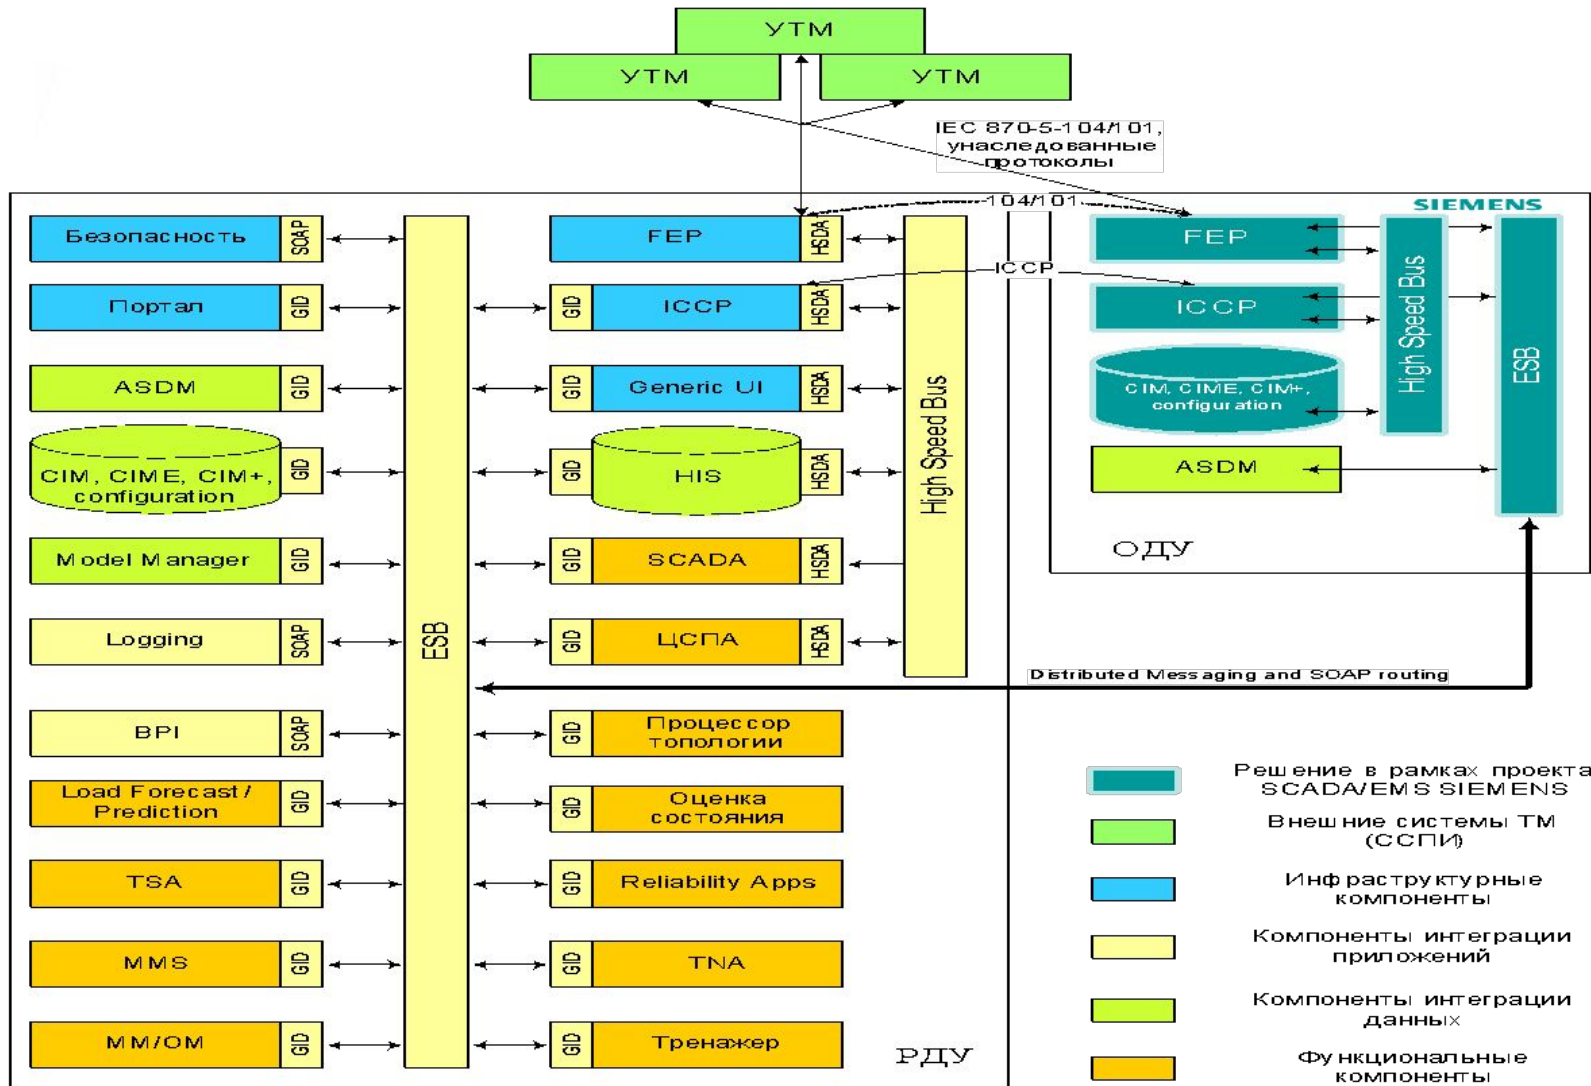 УТМ
УТМ
УТМ
IEC 870-5-104/101,
унаследованные
протоколы
104/101
SIEMENS
Безопасность
SOAP
FEP
HSDA
FEP
ICCP
Портал
GID
GID
ICCP
HSDA
ICCP
ASDM
GID
GID
Generic UI
HSDA
CIM, CIME, CIM+,
configuration
High Speed Bus
ESB
CIM, CIME, CIM+,
configuration
GID
GID
HIS
HSDA
High Speed Bus
ASDM
Model Manager
GID
GID
SCADA
HSDA
ОДУ
Logging
SOAP
ESB
GID
ЦСПА
HSDA
Distributed Messaging and SOAP routing
BPI
SOAP
GID
Процессор
топологии
Load Forecast /
Prediction
GID
GID
Оценка
состояния
TSA
GID
GID
Reliability Apps
MMS
GID
GID
TNA
MM/OM
GID
GID
Тренажер
РДУ
Решение в рамках проекта
SCADA/EMS SIEMENS
Внешние системы ТМ
(ССПИ)
Инфраструктурные
компоненты
Компоненты интеграции
приложений
Компоненты интеграции
данных
Функциональные
компоненты